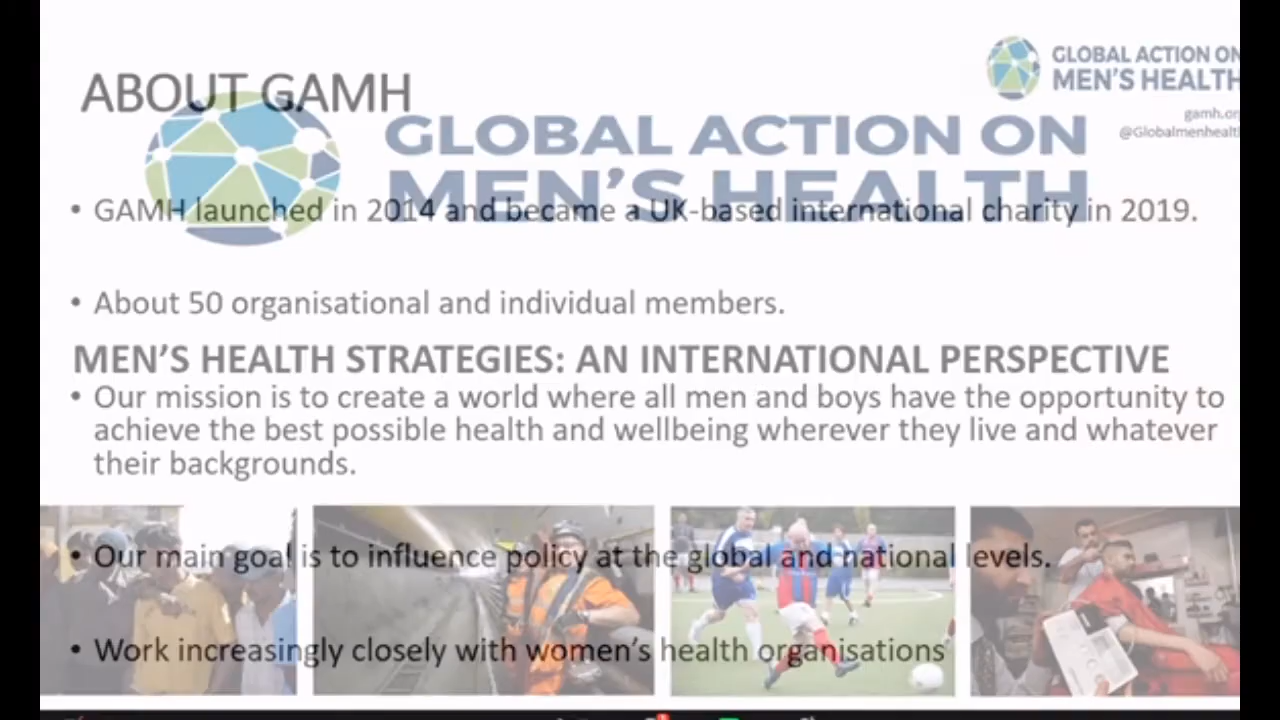 ABOUT GAMH
GLOBAL ACTION ON
MEN'S HEALTH
@Globalmenhealt
GLOBAL ACTION ON
MEN'S HEALTH
• GAMH launched in 2014 and became a UK-based international charity in 2019.
• About 50 organisational and individual members.
MEN'S HEALTH STRATEGIES: AN INTERNATIONAL PERSPECTIVE
• Our mission is to create a world where all men and boys have the opportunity to
achieve the best possible health and wellbeing wherever they live and whatever
their backgrounds.
• Our main goal is to influence policy at the global and national levels.
• Work increasingly closely with women's health organisations